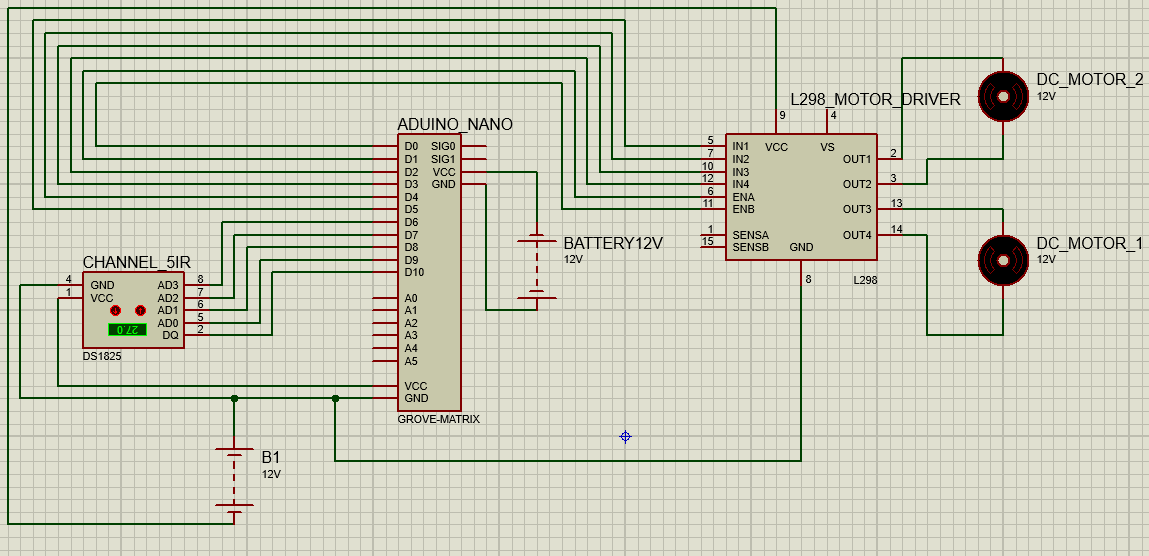 DC_MOTOR_2
12V
L298_MOTOR_DRIVER
9
4
VCC
VS
5
IN1
7
IN2
10
IN3
12
IN4
6
ENA
11
ENB
1
SENSA
15
SENSB
GND
8
L298
OUT1
2
OUT2
3
OUT3
13
OUT4
14
DC_MOTOR_1
12V
ADUINO_NANO
D0
D1
D2
D3
D4
D5
D6
D7
D8
D9
D10
A0
A1
A2
A3
A4
A5
VCC
GND
SIG0
SIG1
VCC
GND
GROVE-MATRIX
BATTERY12V
12V
CHANNEL_5IR
4
GND
1
VCC
AD3
8
AD2
7
AD1
6
AD0
5
DQ
2
27.0
DS1825
B1
12V